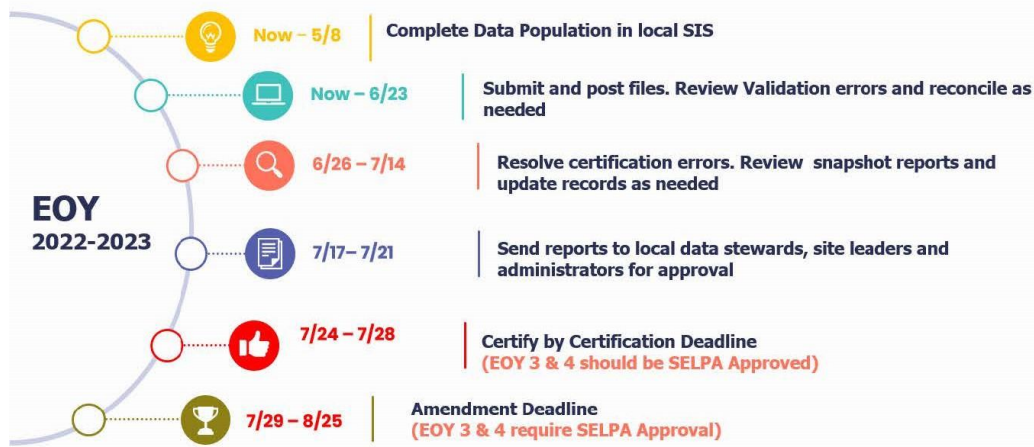 EOY
2022-2023
Now – 5/8
Complete Data Population in local SIS
Now – 6/23
Submit and post files. Review Validation errors and reconcile as
needed
6/26 – 7/14
Resolve certification errors. Review snapshot reports and
update records as needed
7/17– 7/21
Send reports to local data stewards, site leaders and
administrators for approval
7/24 – 7/28
Certify by Certification Deadline
(EOY 3 & 4 should be SELPA Approved)
7/29 – 8/25
Amendment Deadline
(EOY 3 & 4 require SELPA Approval)